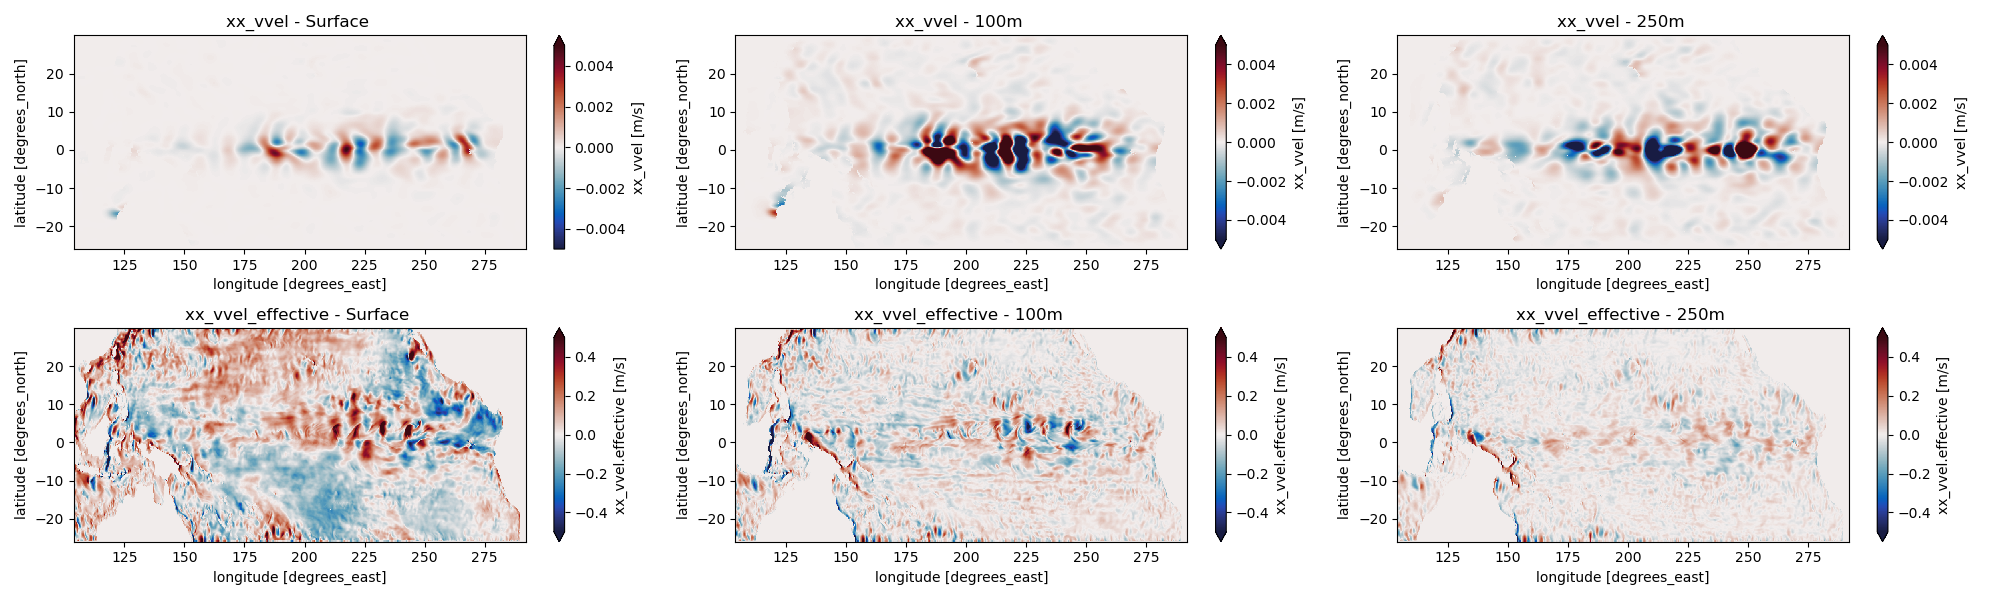 xx_vvel - Surface
xx_vvel - 100m
xx_vvel - 250m
latitude [degrees_north]
20
10
0
−10
−20
125 150 175 200 225 250 275
longitude [degrees_east]
0.004
0.002
0.000
−0.002
−0.004
xx_vvel [m/s]
latitude [degrees_north]
20
10
0
−10
−20
125 150 175 200 225 250 275
longitude [degrees_east]
0.004
0.002
0.000
−0.002
−0.004
xx_vvel [m/s]
latitude [degrees_north]
20
10
0
−10
−20
125 150 175 200 225 250 275
longitude [degrees_east]
0.004
0.002
0.000
−0.002
−0.004
xx_vvel [m/s]
xx_vvel_effective - Surface
xx_vvel_effective - 100m
xx_vvel_effective - 250m
latitude [degrees_north]
20
10
0
−10
−20
125 150 175 200 225 250 275
longitude [degrees_east]
0.4
0.2
0.0
−0.2
−0.4
xx_vvel.effective [m/s]
latitude [degrees_north]
20
10
0
−10
−20
125 150 175 200 225 250 275
longitude [degrees_east]
0.4
0.2
0.0
−0.2
−0.4
xx_vvel.effective [m/s]
latitude [degrees_north]
20
10
0
−10
−20
125 150 175 200 225 250 275
longitude [degrees_east]
0.4
0.2
0.0
−0.2
−0.4
xx_vvel.effective [m/s]